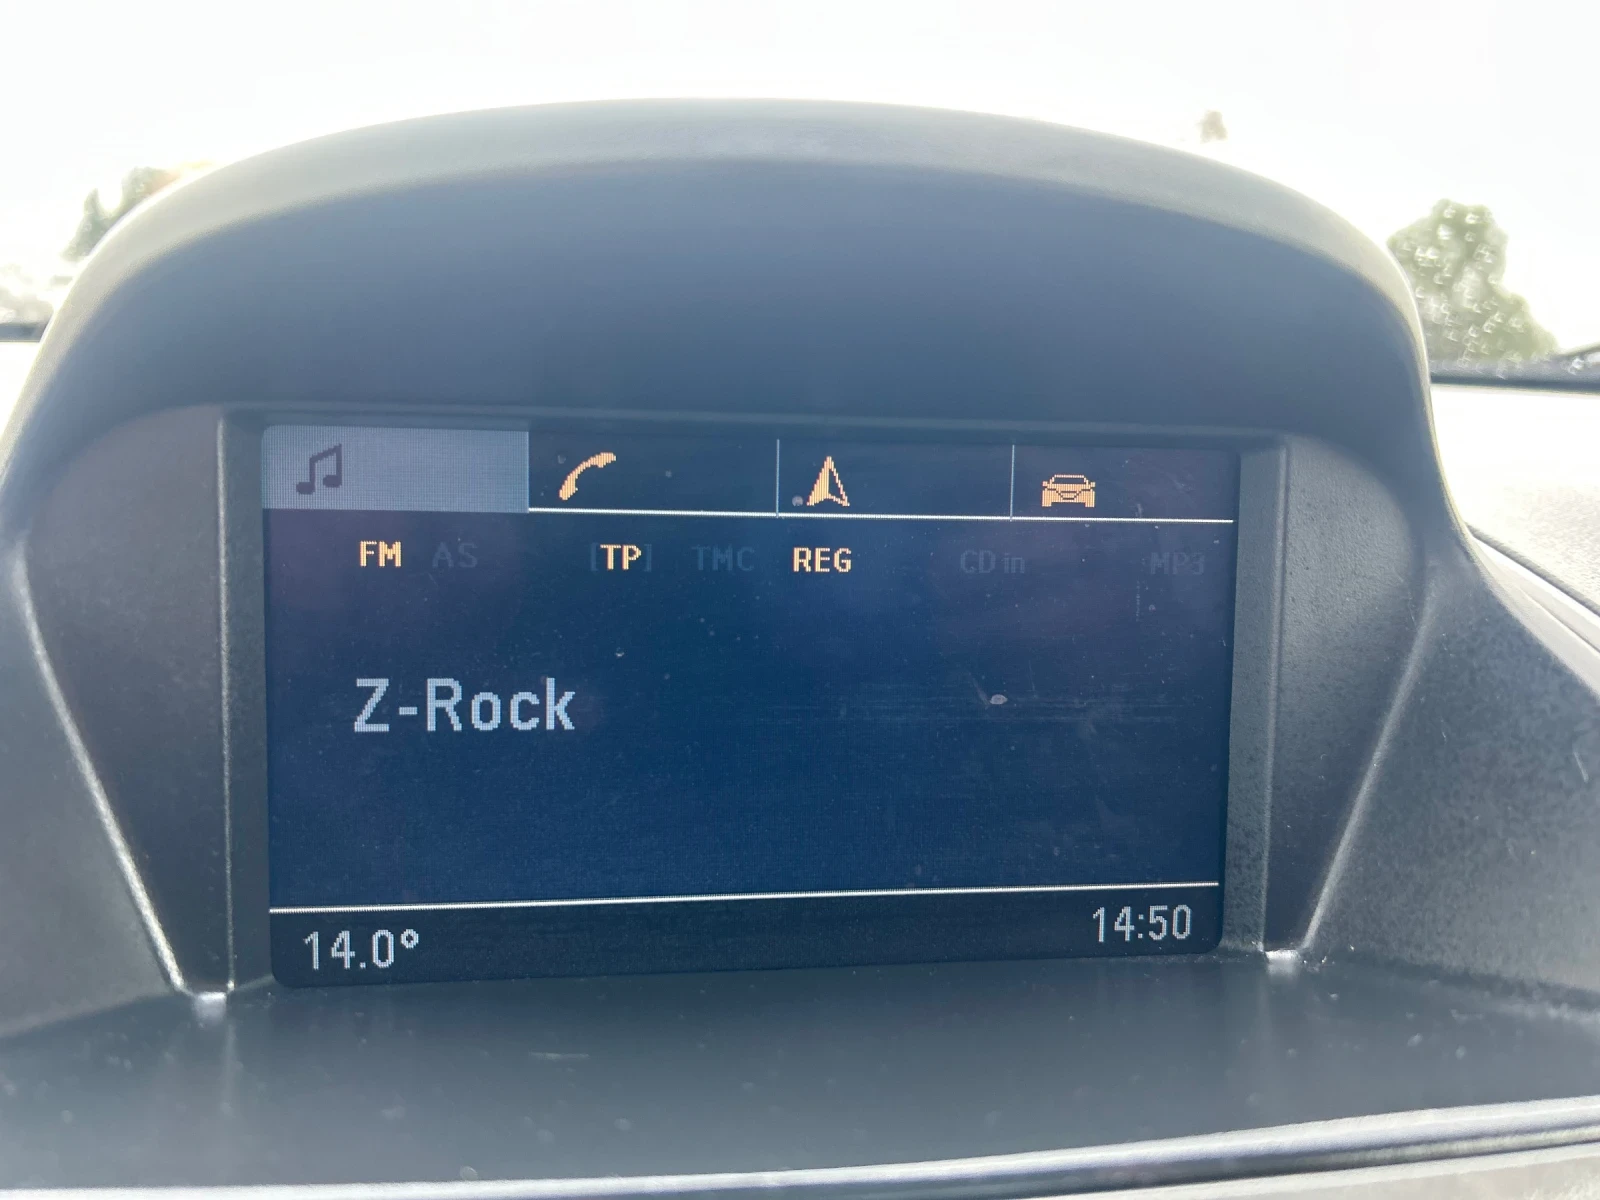 FM AS [TP] TMC REG CD in MP3
Z-Rock
14.0° 14:50